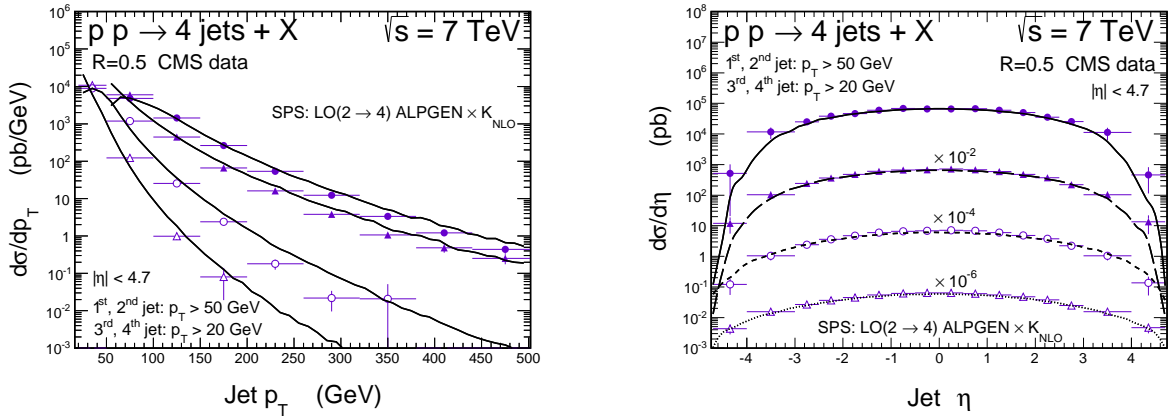 p p → 4 jets + X √s = 7 TeV
R=0.5 CMS data
SPS: LO(2 → 4) ALPGEN × K_NLO
|η| < 4.7
1st, 2nd jet: p_T > 50 GeV
3rd, 4th jet: p_T > 20 GeV
dσ/dp_T (pb/GeV)
10^6
10^5
10^4
10^3
10^2
10
1
10^-1
10^-2
10^-3
50 100 150 200 250 300 350 400 450 500
Jet p_T (GeV)
p p → 4 jets + X √s = 7 TeV
1st, 2nd jet: p_T > 50 GeV R=0.5 CMS data
3rd, 4th jet: p_T > 20 GeV |η| < 4.7
× 10^-2
× 10^-4
× 10^-6
SPS: LO(2 → 4) ALPGEN × K_NLO
dσ/dη (pb)
10^8
10^7
10^6
10^5
10^4
10^3
10^2
10
1
10^-1
10^-2
10^-3
-4 -3 -2 -1 0 1 2 3 4
Jet η